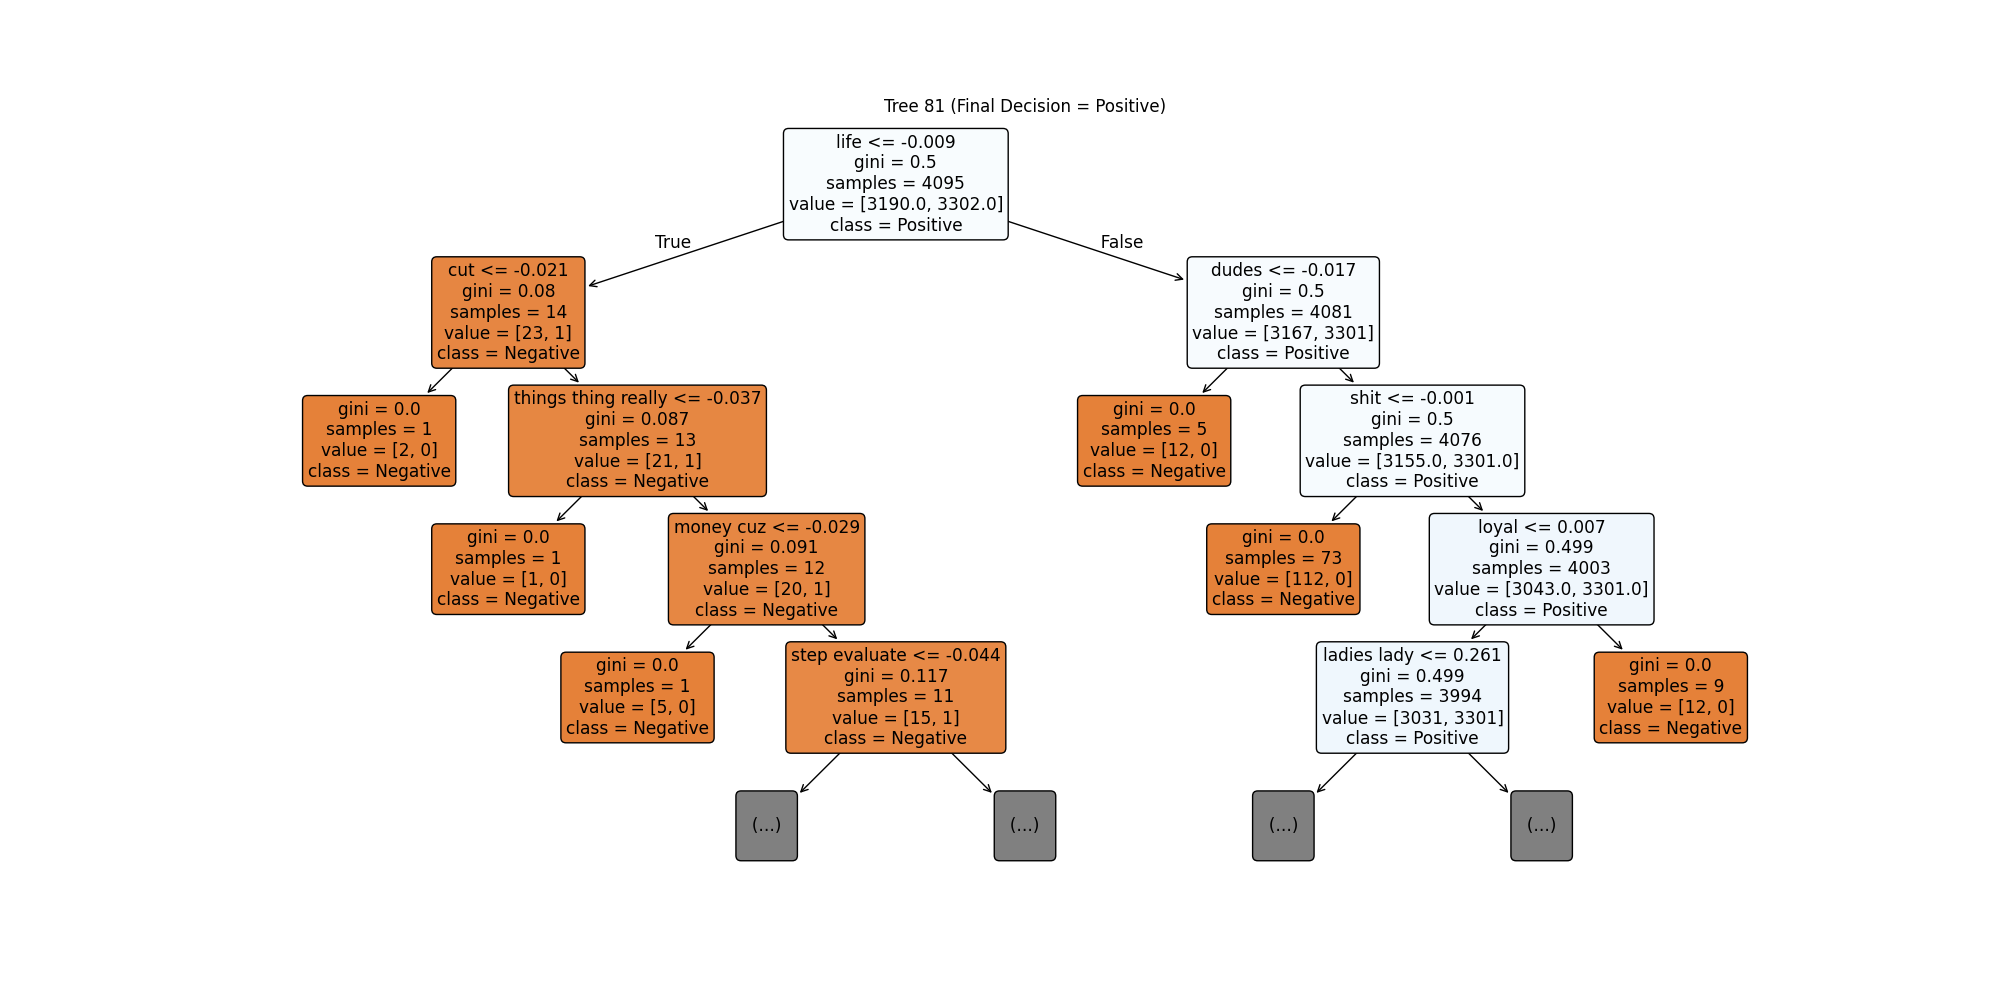 Tree 81 (Final Decision = Positive)
life <= -0.009
gini = 0.5
samples = 4095
value = [3190.0, 3302.0]
class = Positive
True
False
cut <= -0.021
gini = 0.08
samples = 14
value = [23, 1]
class = Negative
dudes <= -0.017
gini = 0.5
samples = 4081
value = [3167, 3301]
class = Positive
gini = 0.0
samples = 1
value = [2, 0]
class = Negative
things thing really <= -0.037
gini = 0.087
samples = 13
value = [21, 1]
class = Negative
gini = 0.0
samples = 5
value = [12, 0]
class = Negative
shit <= -0.001
gini = 0.5
samples = 4076
value = [3155.0, 3301.0]
class = Positive
gini = 0.0
samples = 1
value = [1, 0]
class = Negative
money cuz <= -0.029
gini = 0.091
samples = 12
value = [20, 1]
class = Negative
gini = 0.0
samples = 73
value = [112, 0]
class = Negative
loyal <= 0.007
gini = 0.499
samples = 4003
value = [3043.0, 3301.0]
class = Positive
gini = 0.0
samples = 1
value = [5, 0]
class = Negative
step evaluate <= -0.044
gini = 0.117
samples = 11
value = [15, 1]
class = Negative
ladies lady <= 0.261
gini = 0.499
samples = 3994
value = [3031, 3301]
class = Positive
gini = 0.0
samples = 9
value = [12, 0]
class = Negative
(...)
(...)
(...)
(...)